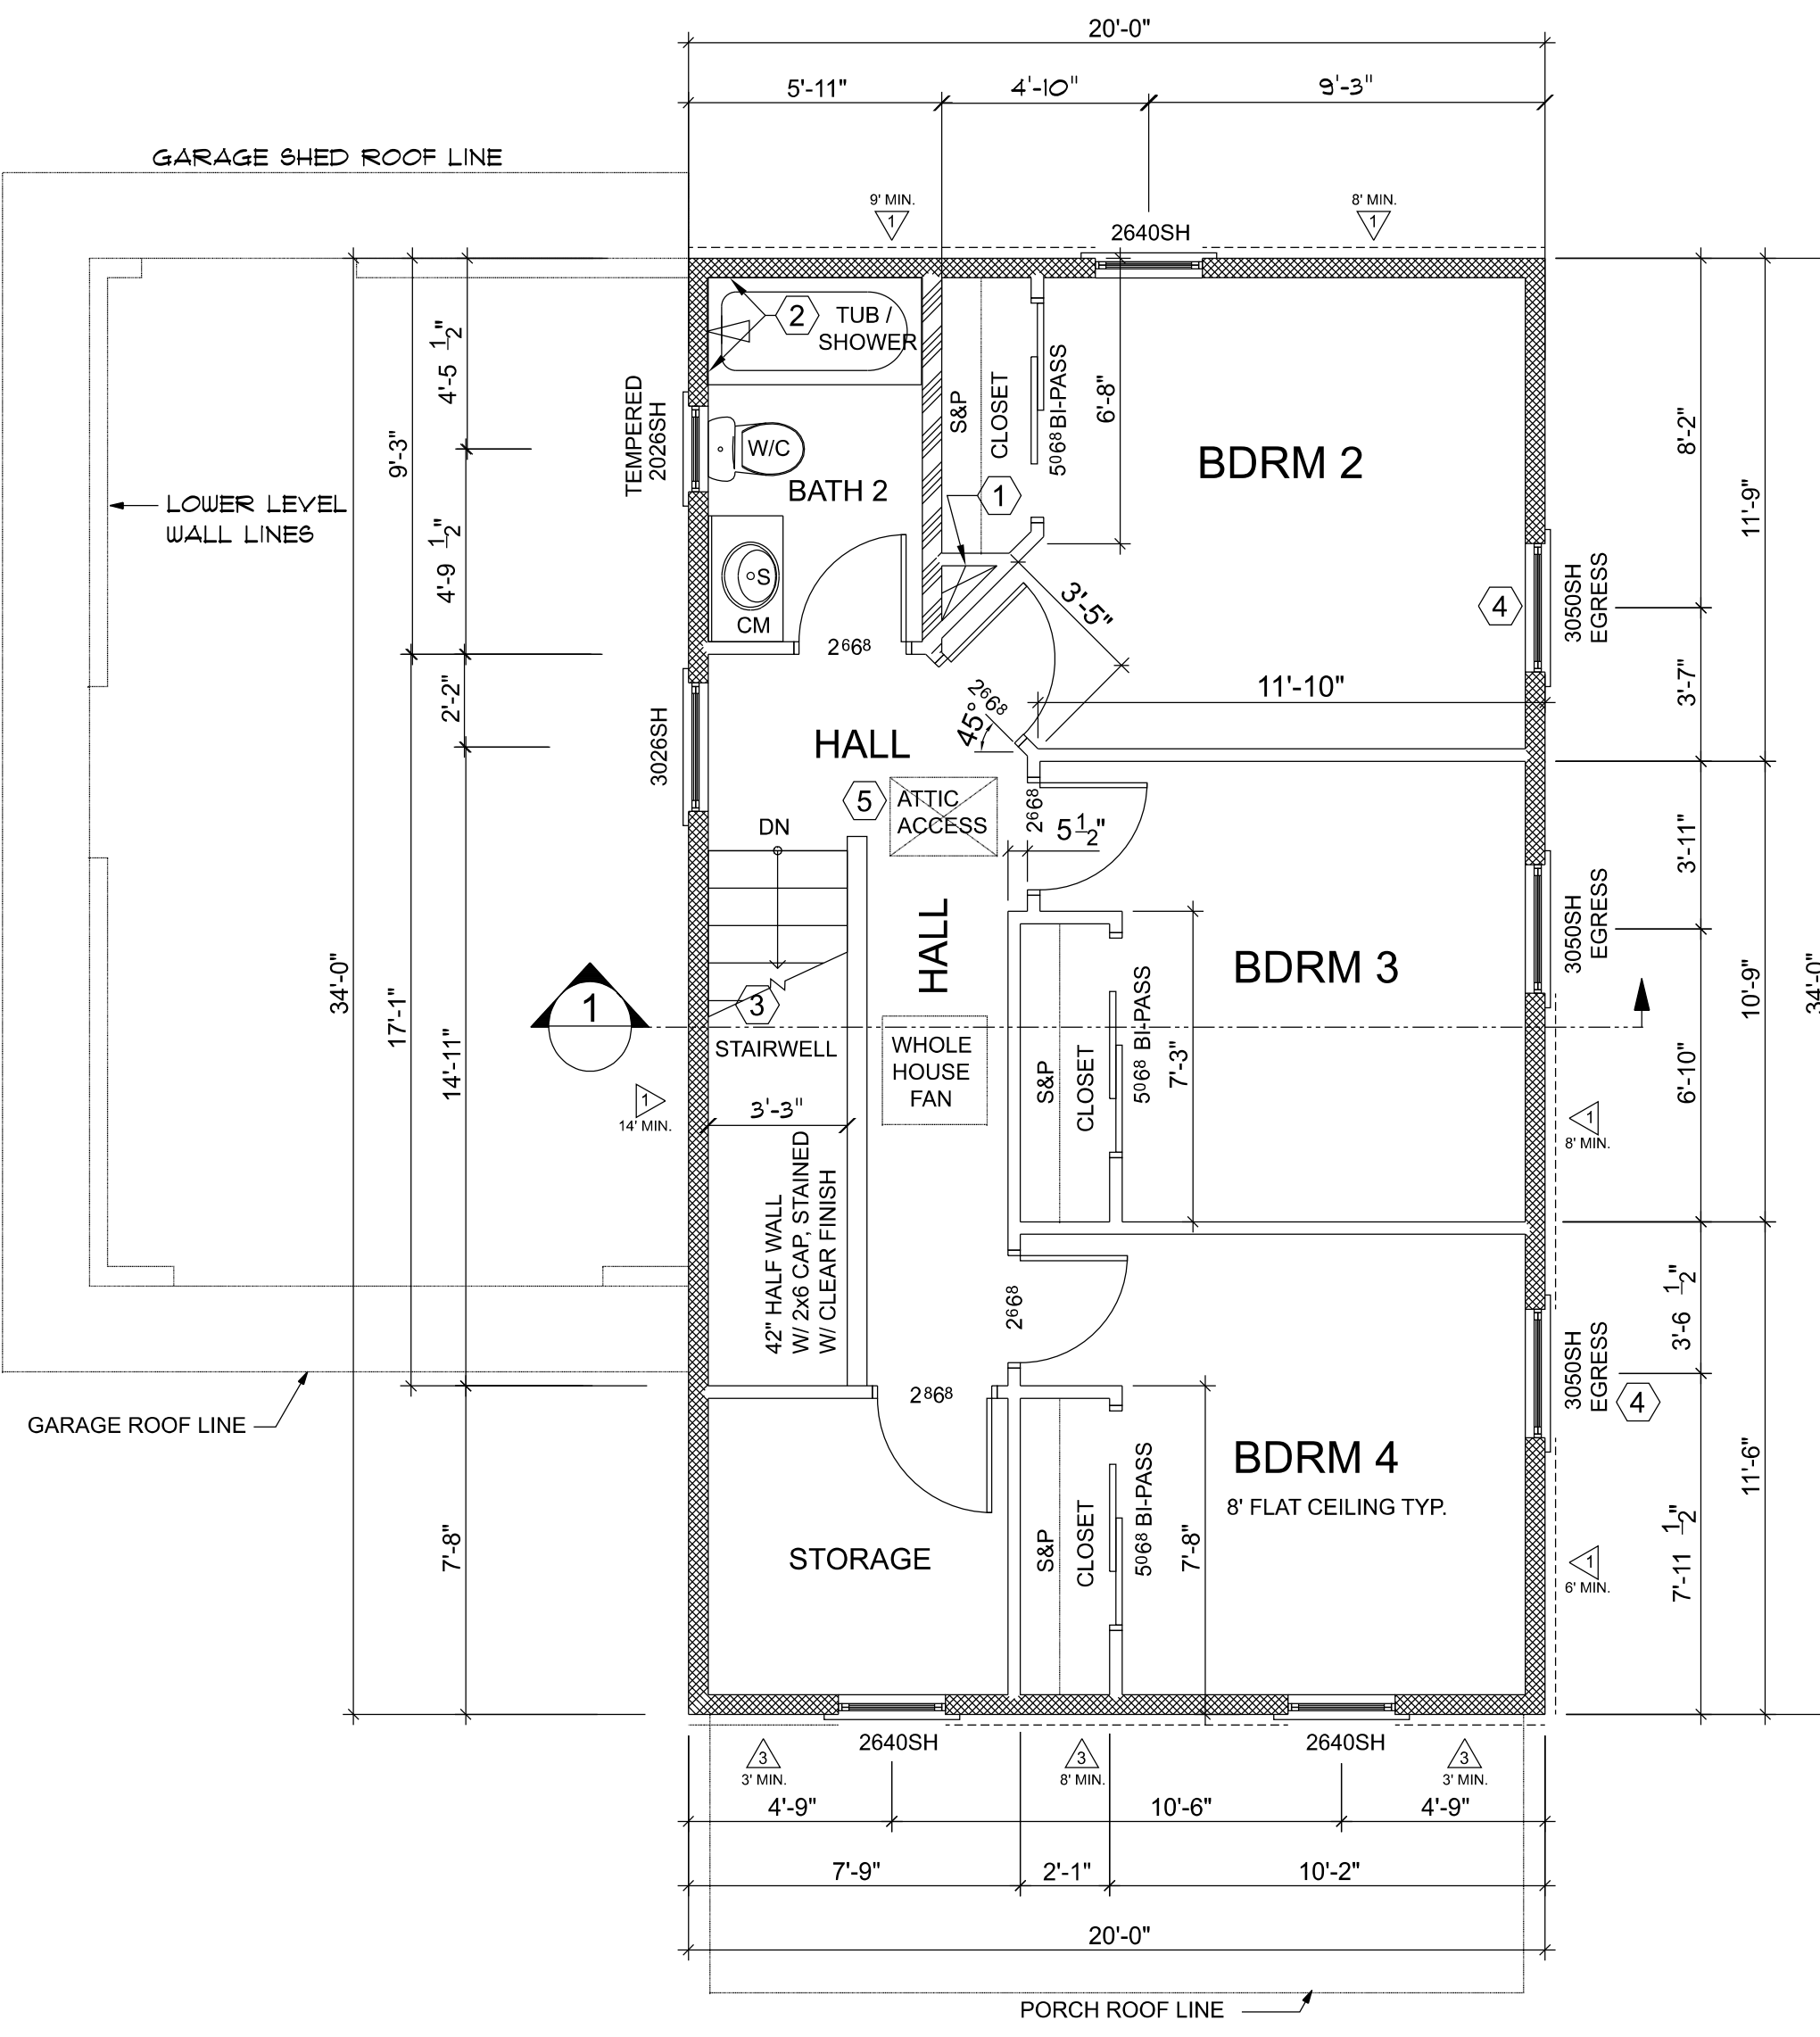 20'-0"
5'-11"
4'-10"
9'-3"
GARAGE SHED ROOF LINE
9' MIN.
1
8' MIN.
1
2640SH
2
TUB /
SHOWER
TEMPERED
2026SH
W/C
BATH 2
S&P
CLOSET
5068 BI-PASS
6'-8"
BDRM 2
1
S
CM
2668
3'-5"
2668
45°
11'-10"
4
3050SH
EGRESS
8'-2"
3'-7"
11'-9"
4'-5 1/2"
9'-3"
4'-9 1/2"
2'-2"
LOWER LEVEL
WALL LINES
3026SH
HALL
5
ATTIC
ACCESS
2668
5 1/2"
DN
HALL
BDRM 3
3050SH
EGRESS
3'-11"
10'-9"
34'-0"
6'-10"
34'-0"
17'-1"
14'-11"
1
3
STAIRWELL
WHOLE
HOUSE
FAN
S&P
CLOSET
5068 BI-PASS
7'-3"
1
14' MIN.
3'-3"
1
8' MIN.
42" HALF WALL
W/ 2x6 CAP, STAINED
W/ CLEAR FINISH
2668
3'-6 1/2"
3050SH
EGRESS
4
2868
GARAGE ROOF LINE
BDRM 4
8' FLAT CEILING TYP.
11'-6"
7'-11 1/2"
7'-8"
STORAGE
S&P
CLOSET
5068 BI-PASS
7'-8"
1
6' MIN.
2640SH
2640SH
3
3' MIN.
3
8' MIN.
3
3' MIN.
4'-9"
10'-6"
4'-9"
7'-9"
2'-1"
10'-2"
20'-0"
PORCH ROOF LINE